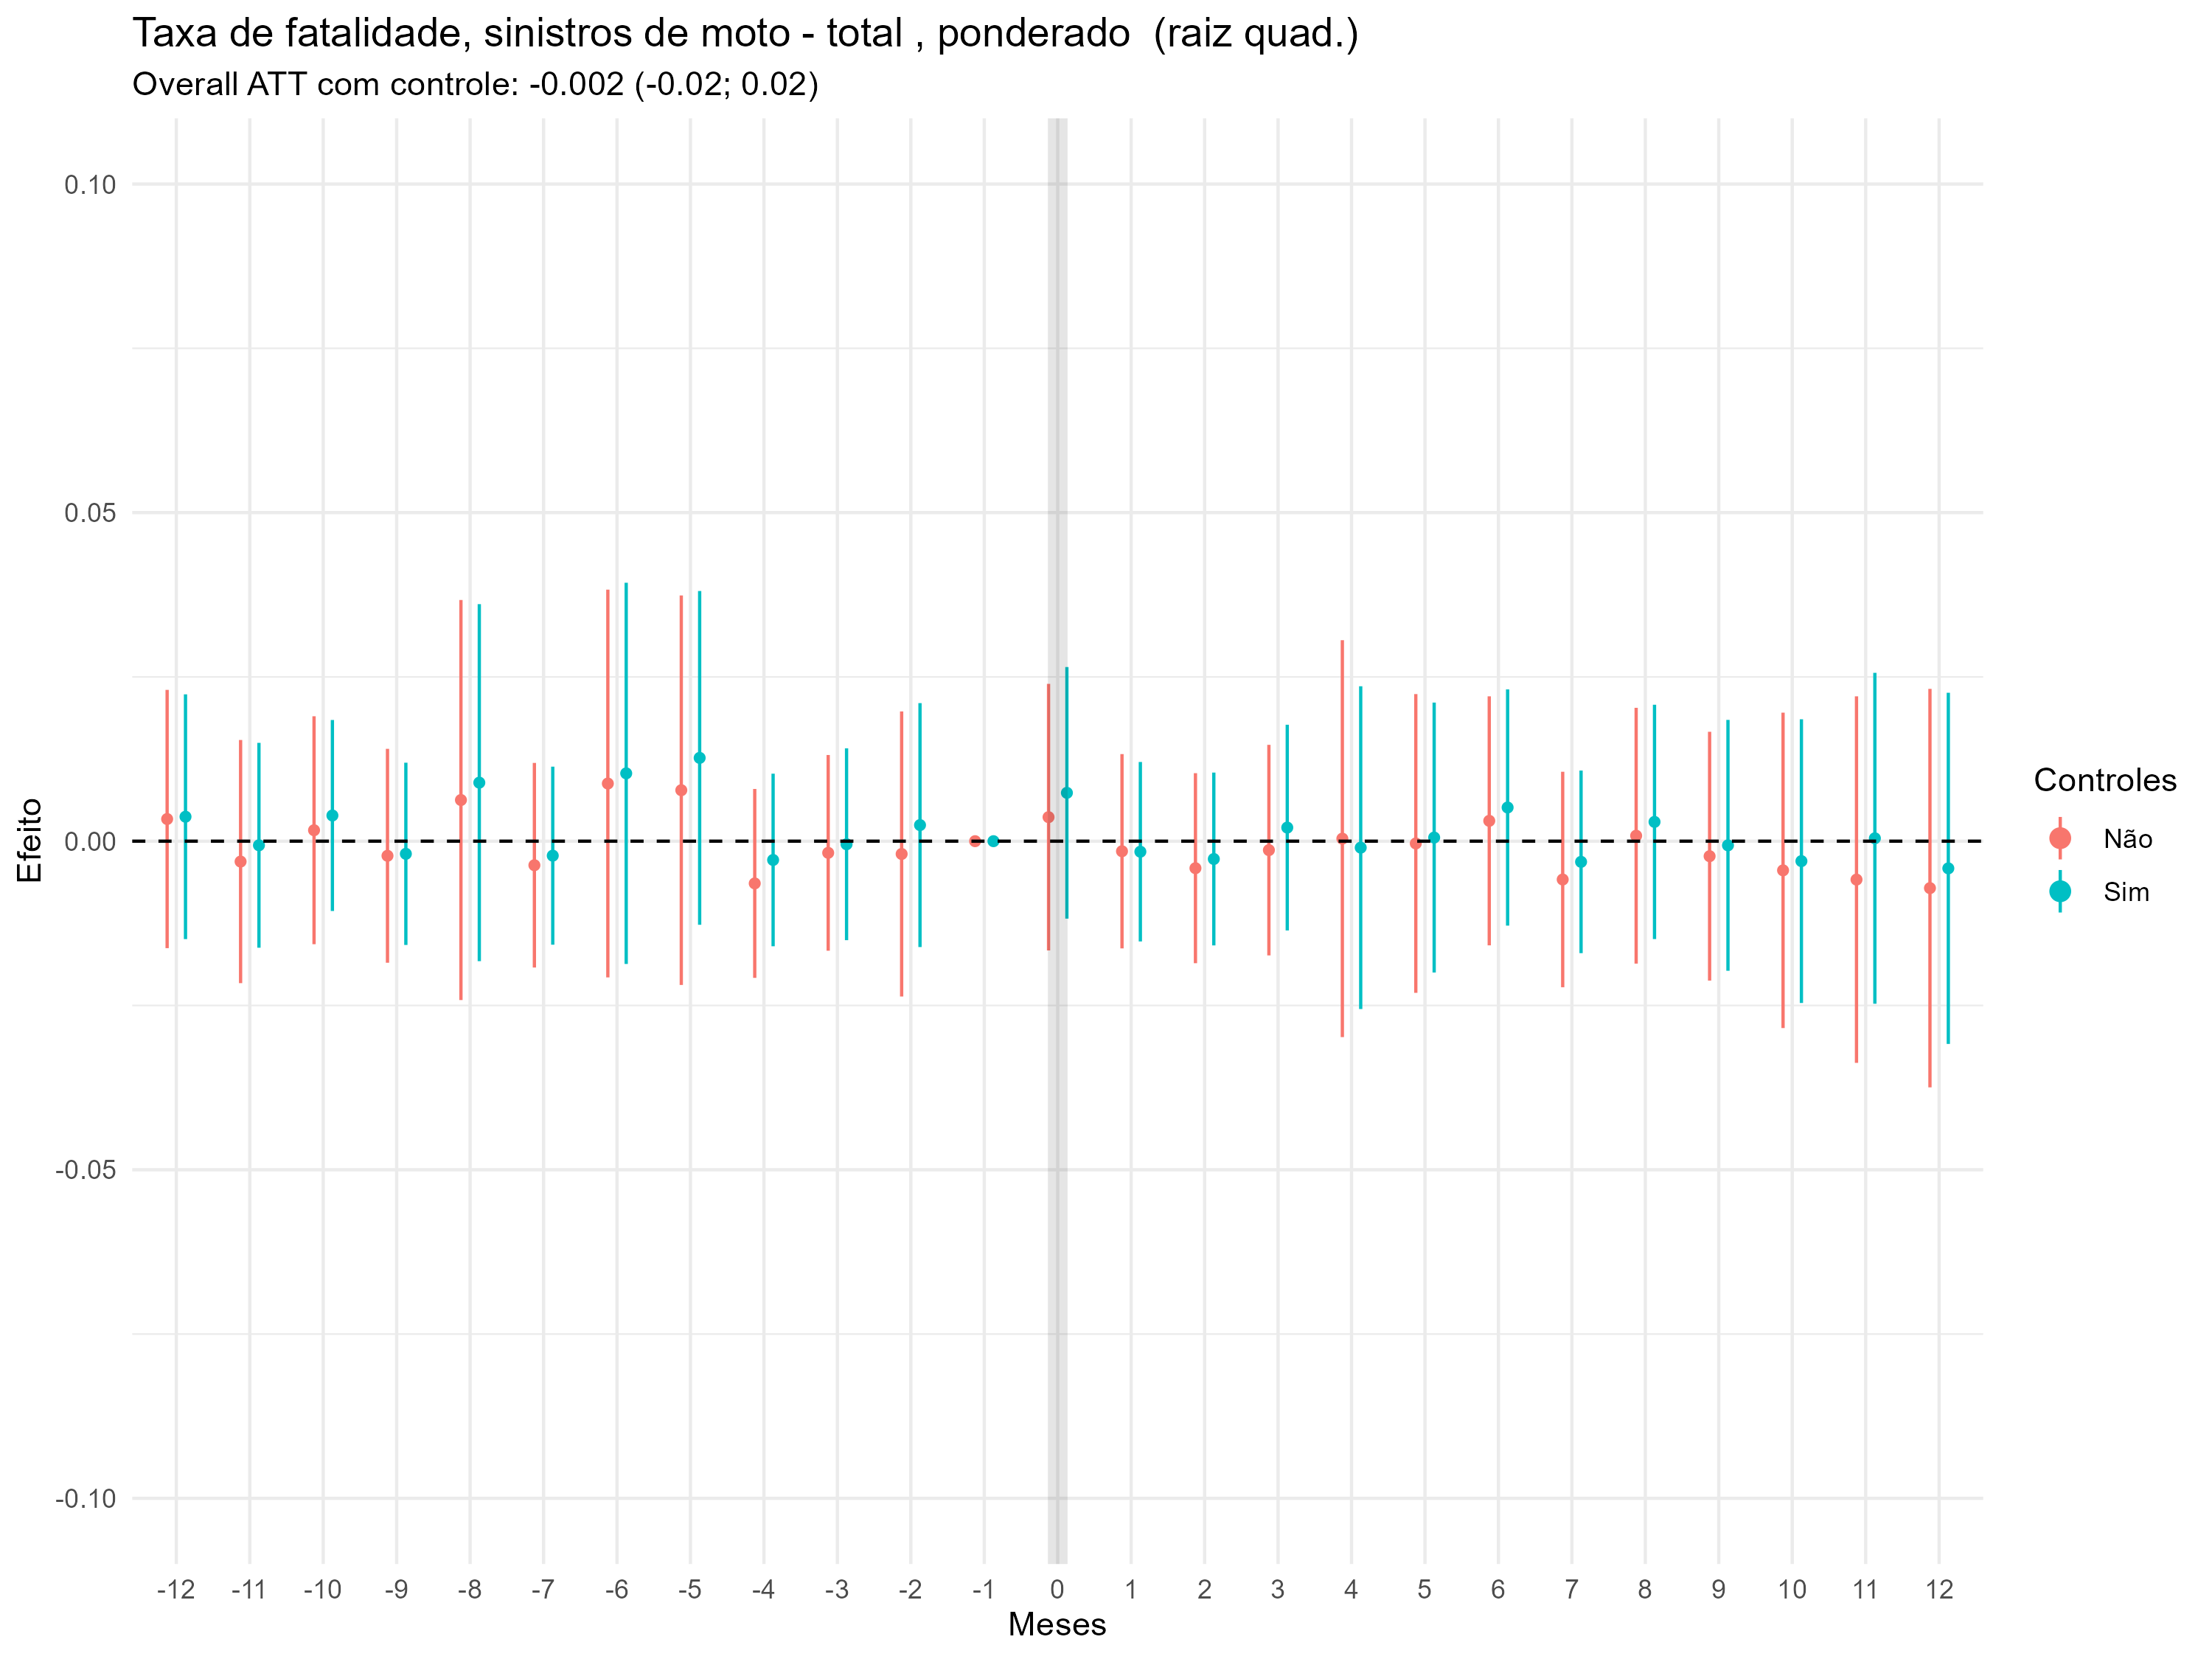 Taxa de fatalidade, sinistros de moto - total , ponderado  (raiz quad.)
Overall ATT com controle: -0.002 (-0.02; 0.02)
0.10
0.05
0.00
-0.05
-0.10
Efeito
-12 -11 -10 -9 -8 -7 -6 -5 -4 -3 -2 -1 0 1 2 3 4 5 6 7 8 9 10 11 12
Meses
Controles
Não
Sim